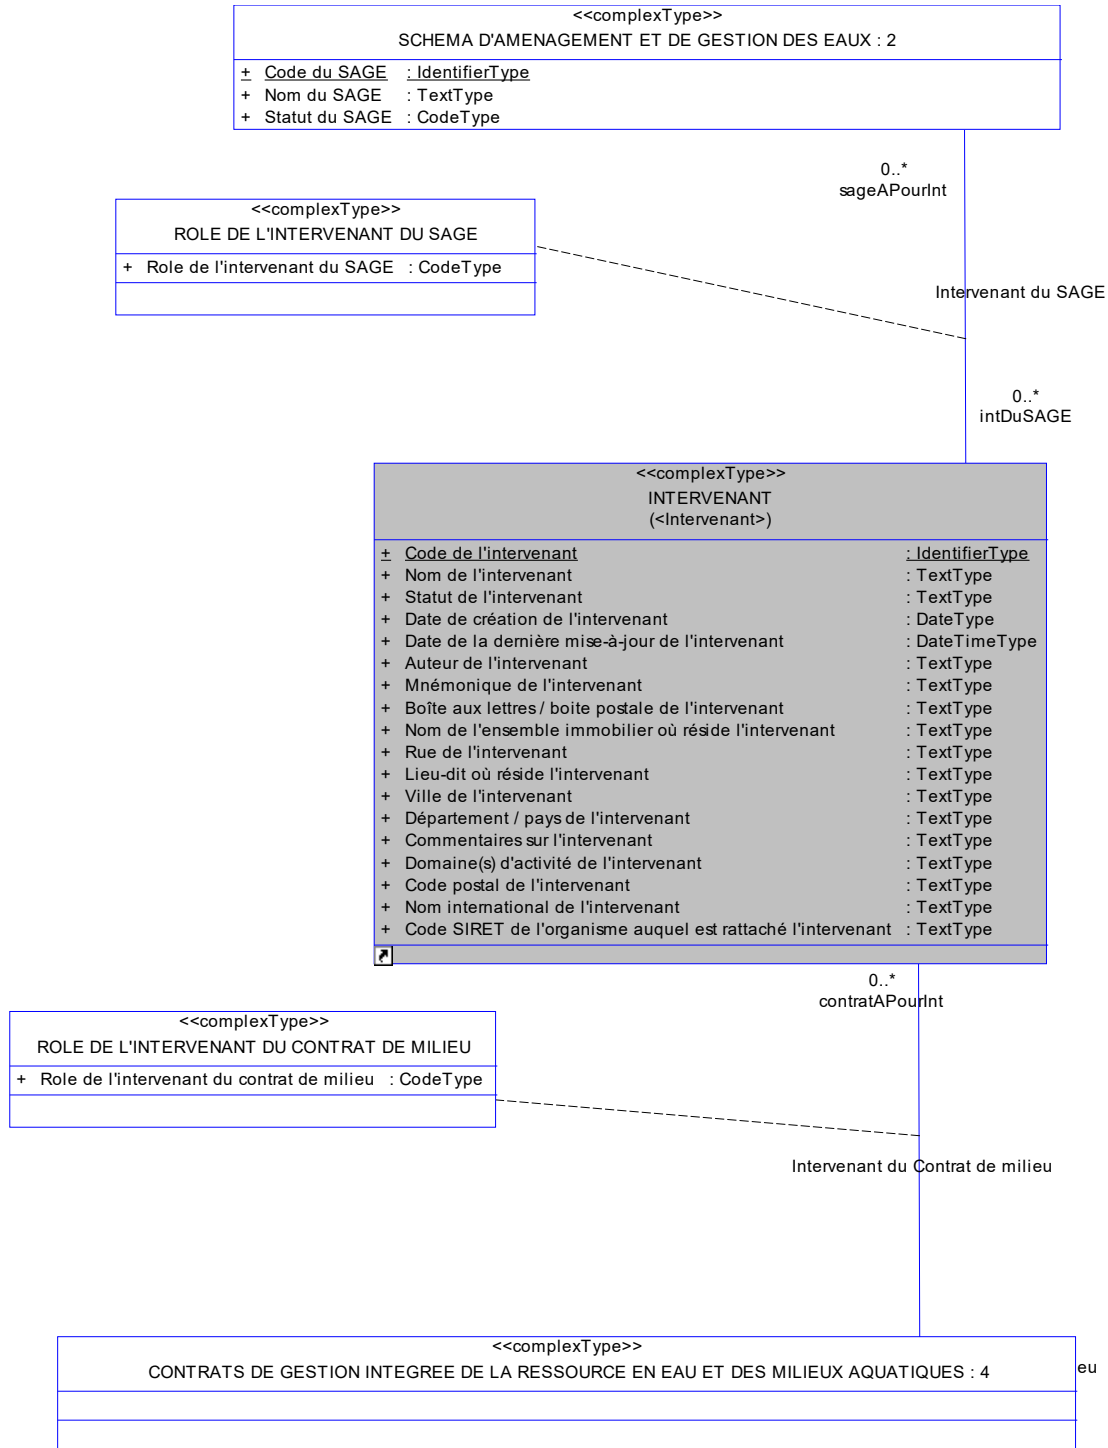 <<complexType>>
SCHEMA D'AMENAGEMENT ET DE GESTION DES EAUX : 2
+ Code du SAGE : IdentifierType
+ Nom du SAGE : TextType
+ Statut du SAGE : CodeType
0..*
sageAPourInt
<<complexType>>
ROLE DE L'INTERVENANT DU SAGE
+ Role de l'intervenant du SAGE : CodeType
Intervenant du SAGE
0..*
intDuSAGE
<<complexType>>
INTERVENANT
(<Intervenant>)
+ Code de l'intervenant : IdentifierType
+ Nom de l'intervenant : TextType
+ Statut de l'intervenant : TextType
+ Date de création de l'intervenant : DateType
+ Date de la dernière mise-à-jour de l'intervenant : DateTimeType
+ Auteur de l'intervenant : TextType
+ Mnémonique de l'intervenant : TextType
+ Boîte aux lettres / boite postale de l'intervenant : TextType
+ Nom de l'ensemble immobilier où réside l'intervenant : TextType
+ Rue de l'intervenant : TextType
+ Lieu-dit où réside l'intervenant : TextType
+ Ville de l'intervenant : TextType
+ Département / pays de l'intervenant : TextType
+ Commentaires sur l'intervenant : TextType
+ Domaine(s) d'activité de l'intervenant : TextType
+ Code postal de l'intervenant : TextType
+ Nom international de l'intervenant : TextType
+ Code SIRET de l'organisme auquel est rattaché l'intervenant : TextType
0..*
contratAPourInt
<<complexType>>
ROLE DE L'INTERVENANT DU CONTRAT DE MILIEU
+ Role de l'intervenant du contrat de milieu : CodeType
Intervenant du Contrat de milieu
<<complexType>>
CONTRATS DE GESTION INTEGREE DE LA RESSOURCE EN EAU ET DES MILIEUX AQUATIQUES : 4
eu